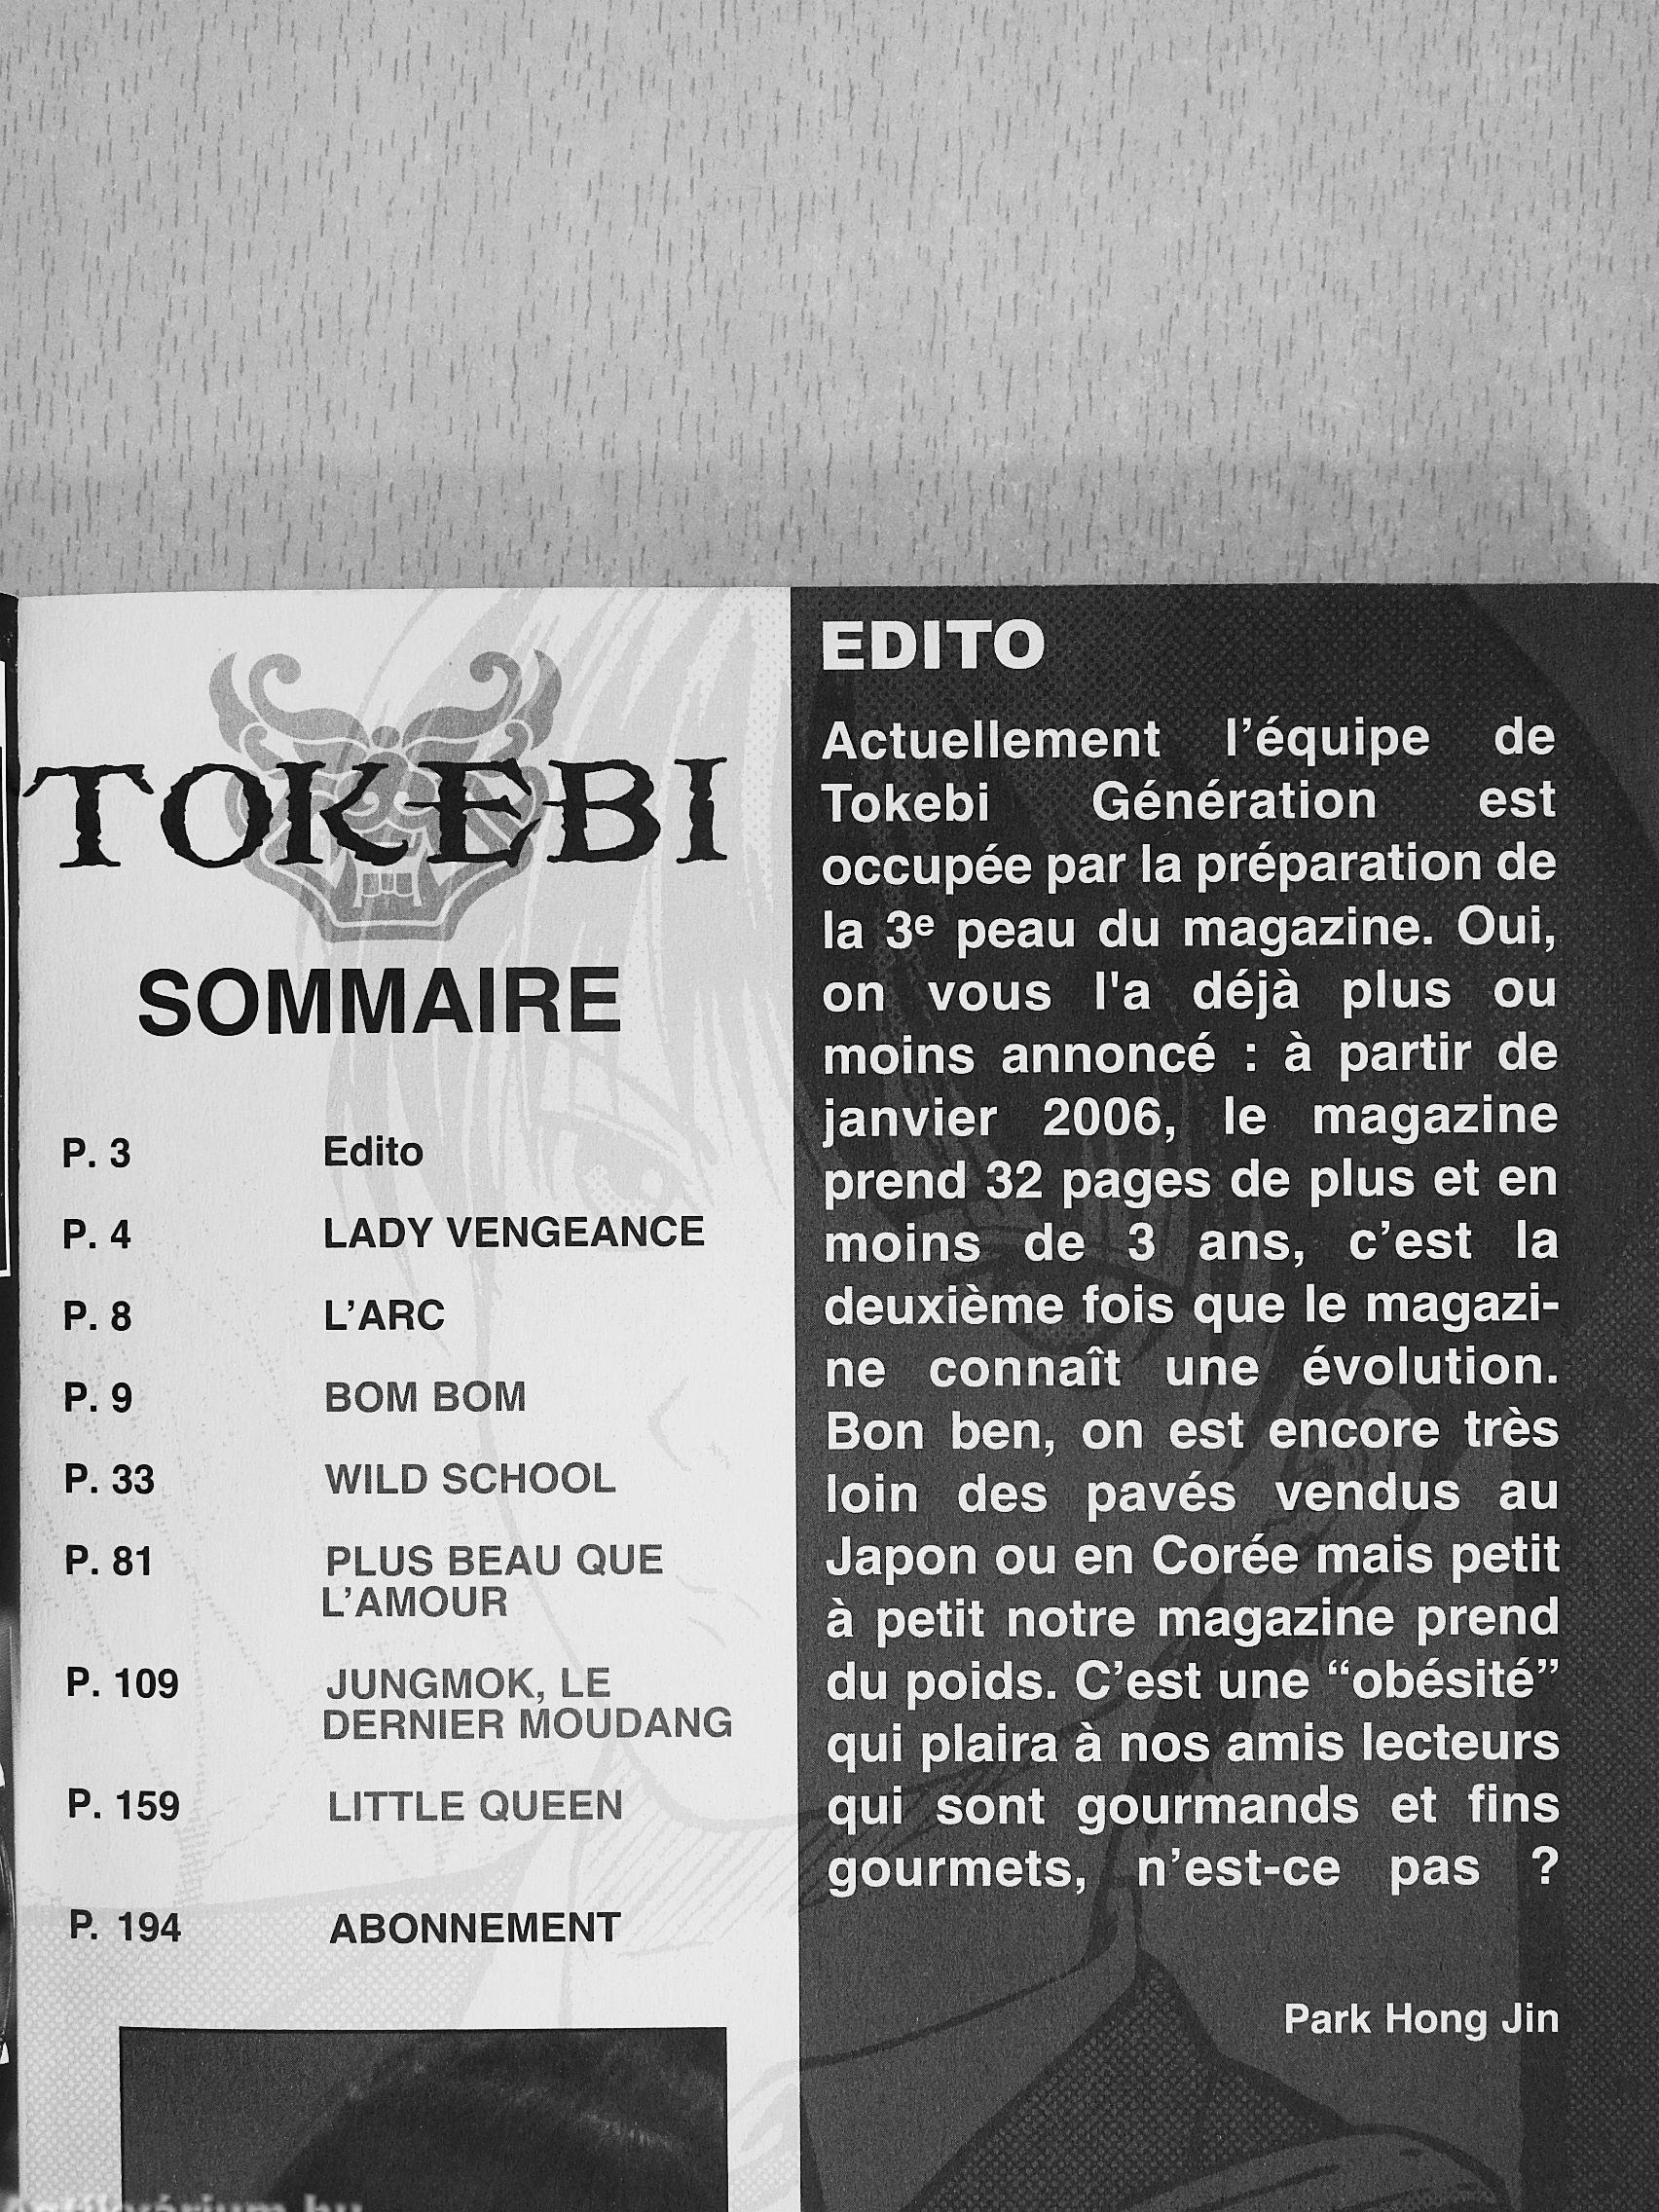 TOKEBI
SOMMAIRE
P. 3 Edito
P. 4 LADY VENGEANCE
P. 8 L’ARC
P. 9 BOM BOM
P. 33 WILD SCHOOL
P. 81 PLUS BEAU QUE
L’AMOUR
P. 109 JUNGMOK, LE
DERNIER MOUDANG
P. 159 LITTLE QUEEN
P. 194 ABONNEMENT
EDITO
Actuellement l’équipe de
Tokebi Génération est
occupée par la préparation de
la 3e peau du magazine. Oui,
on vous l'a déjà plus ou
moins annoncé : à partir de
janvier 2006, le magazine
prend 32 pages de plus et en
moins de 3 ans, c’est la
deuxième fois que le magazi-
ne connaît une évolution.
Bon ben, on est encore très
loin des pavés vendus au
Japon ou en Corée mais petit
à petit notre magazine prend
du poids. C’est une “obésité”
qui plaira à nos amis lecteurs
qui sont gourmands et fins
gourmets, n’est-ce pas ?
Park Hong Jin